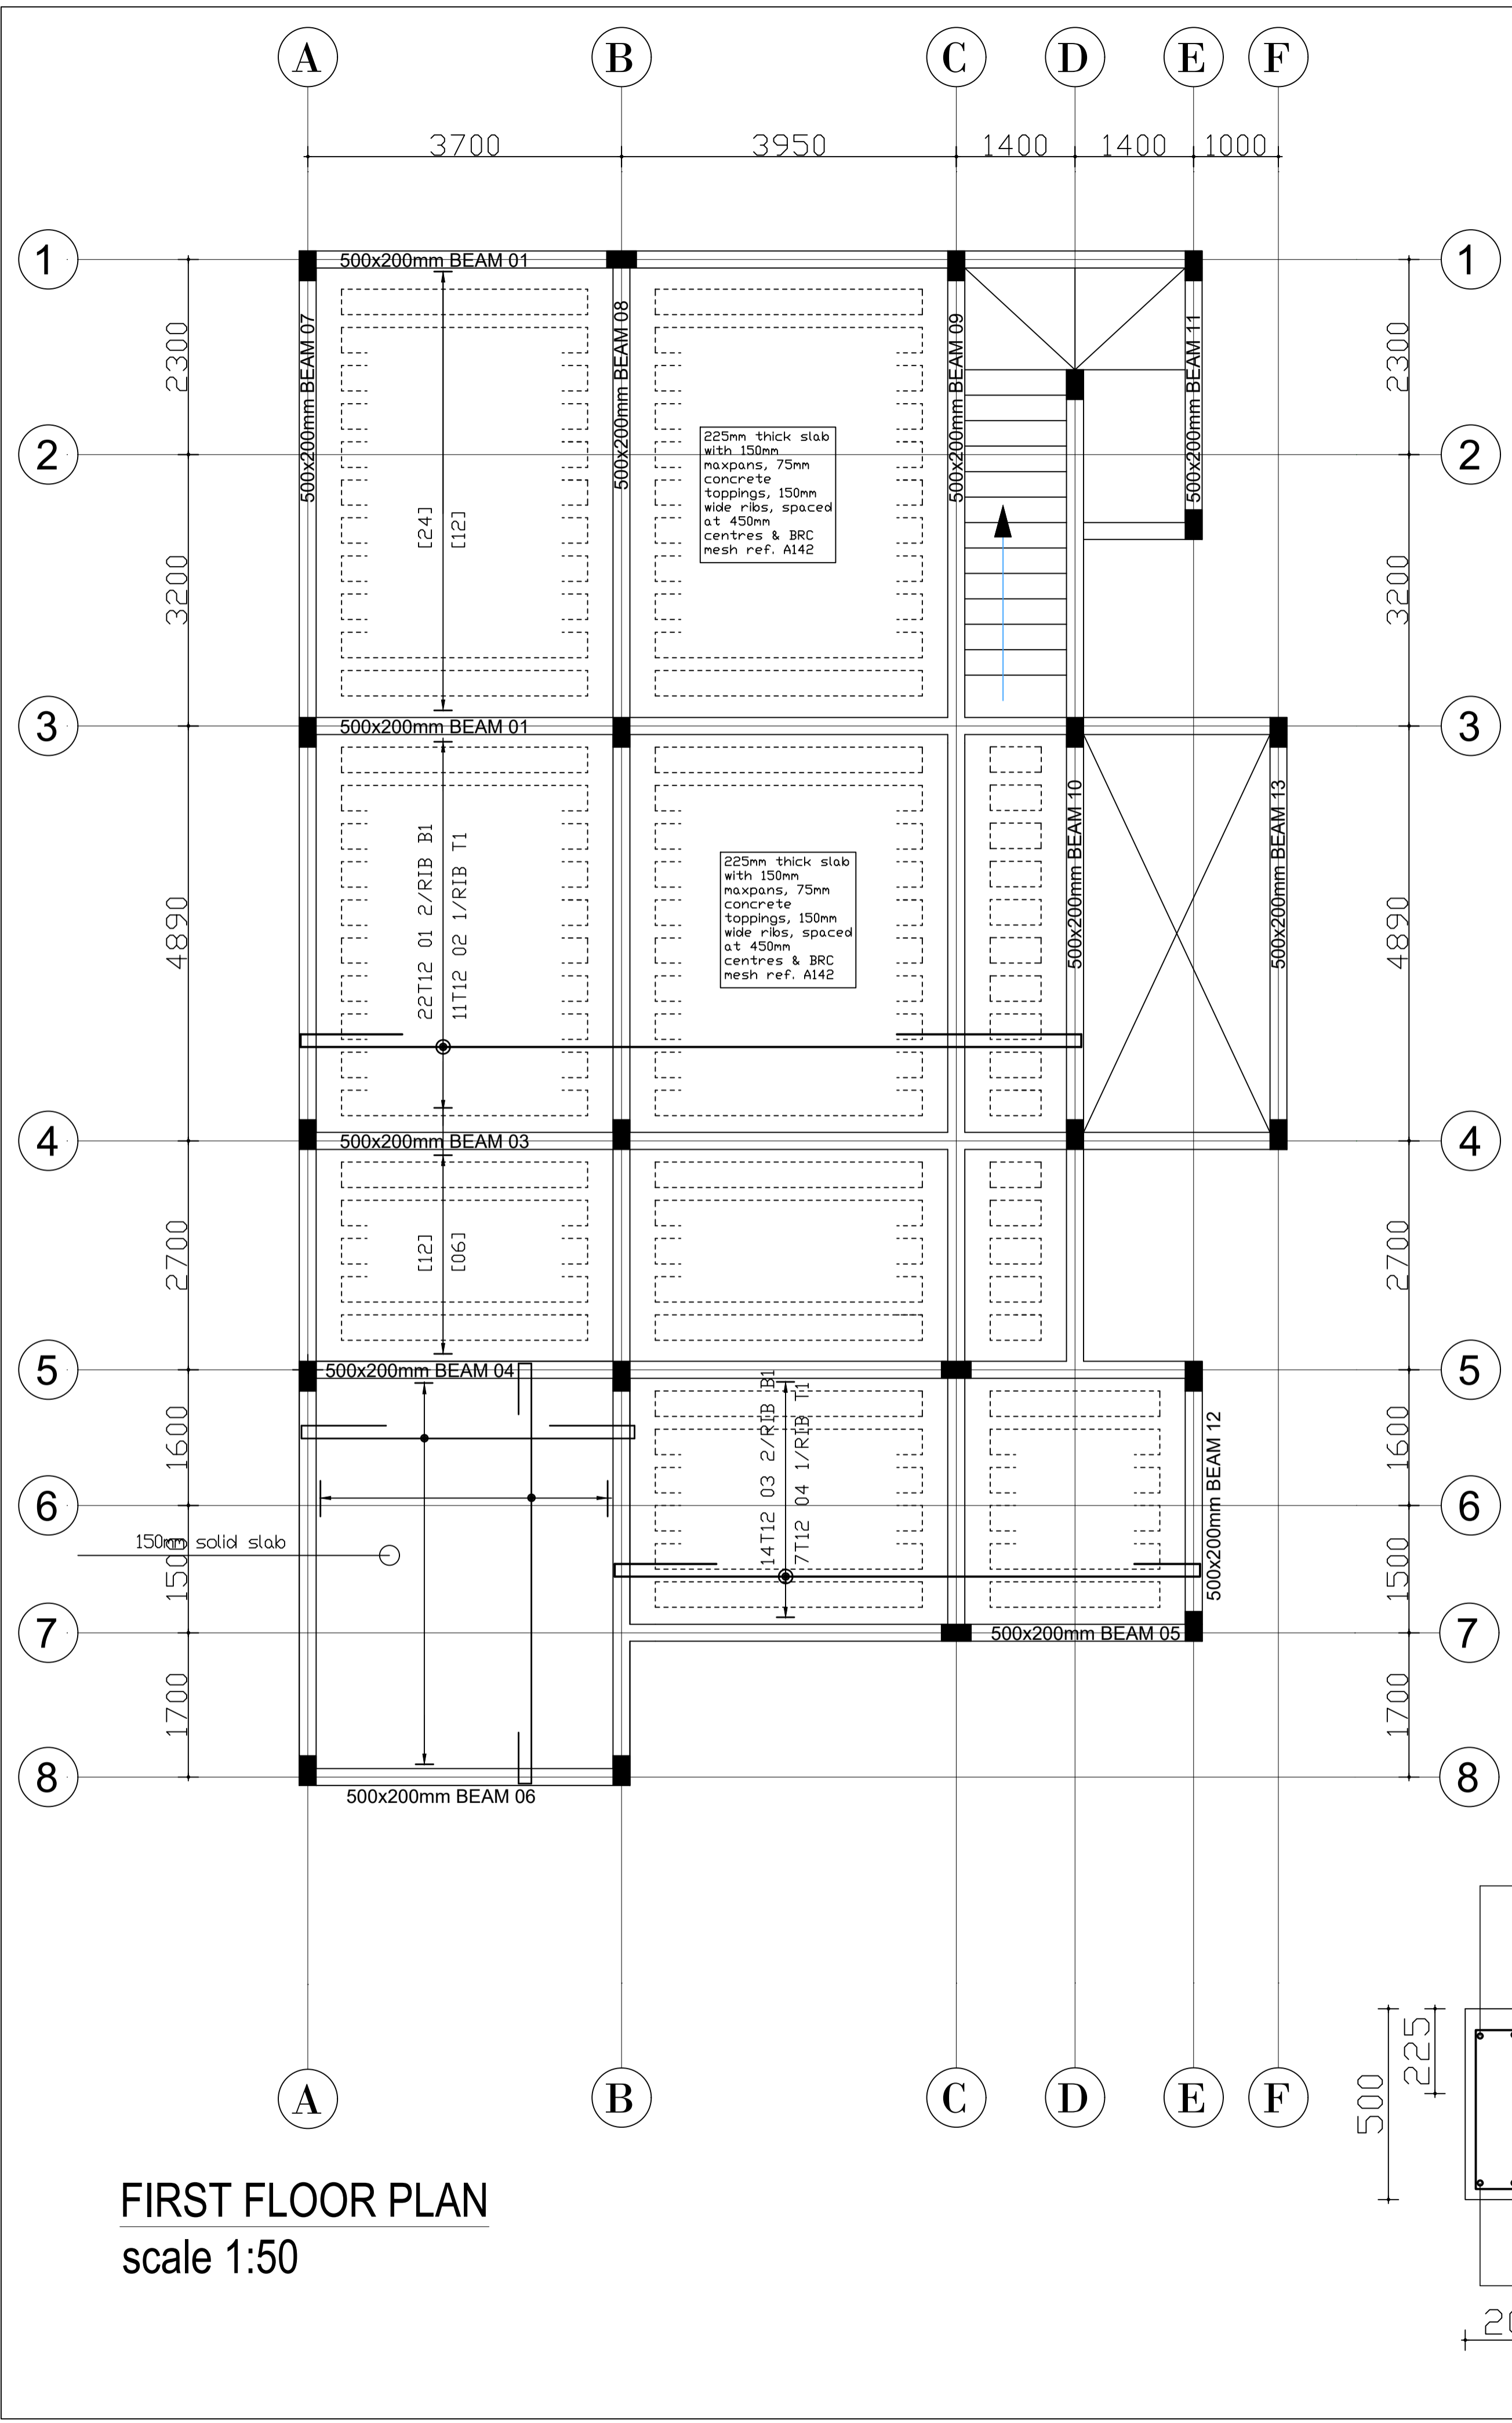 A B C D E F
3700 3950 1400 1400 1000
1 500x200mm BEAM 01 1
2300 500x200mm BEAM 07 500x200mm BEAM 08 500x200mm BEAM 09 500x200mm BEAM 11 2300
2 2
225mm thick slab
with 150mm
maxpans, 75mm
concrete
toppings, 150mm
wide ribs, spaced
at 450mm
centres & BRC
mesh ref. A142
[24]
[12]
3200 3200
3 500x200mm BEAM 01 3
22T12 01 2/RIB B1
11T12 02 1/RIB T1
225mm thick slab
with 150mm
maxpans, 75mm
concrete
toppings, 150mm
wide ribs, spaced
at 450mm
centres & BRC
mesh ref. A142
500x200mm BEAM 10
500x200mm BEAM 13
4890 4890
4 500x200mm BEAM 03 4
2700 [12] [06] 2700
5 500x200mm BEAM 04 5
14T12 03 2/RIB B1
7T12 04 1/RIB T1
500x200mm BEAM 12
1600 1600
6 6
150mm solid slab
1500 1500
7 500x200mm BEAM 05 7
1700 1700
8 8
500x200mm BEAM 06
225
500
A B C D E F
FIRST FLOOR PLAN
scale 1:50